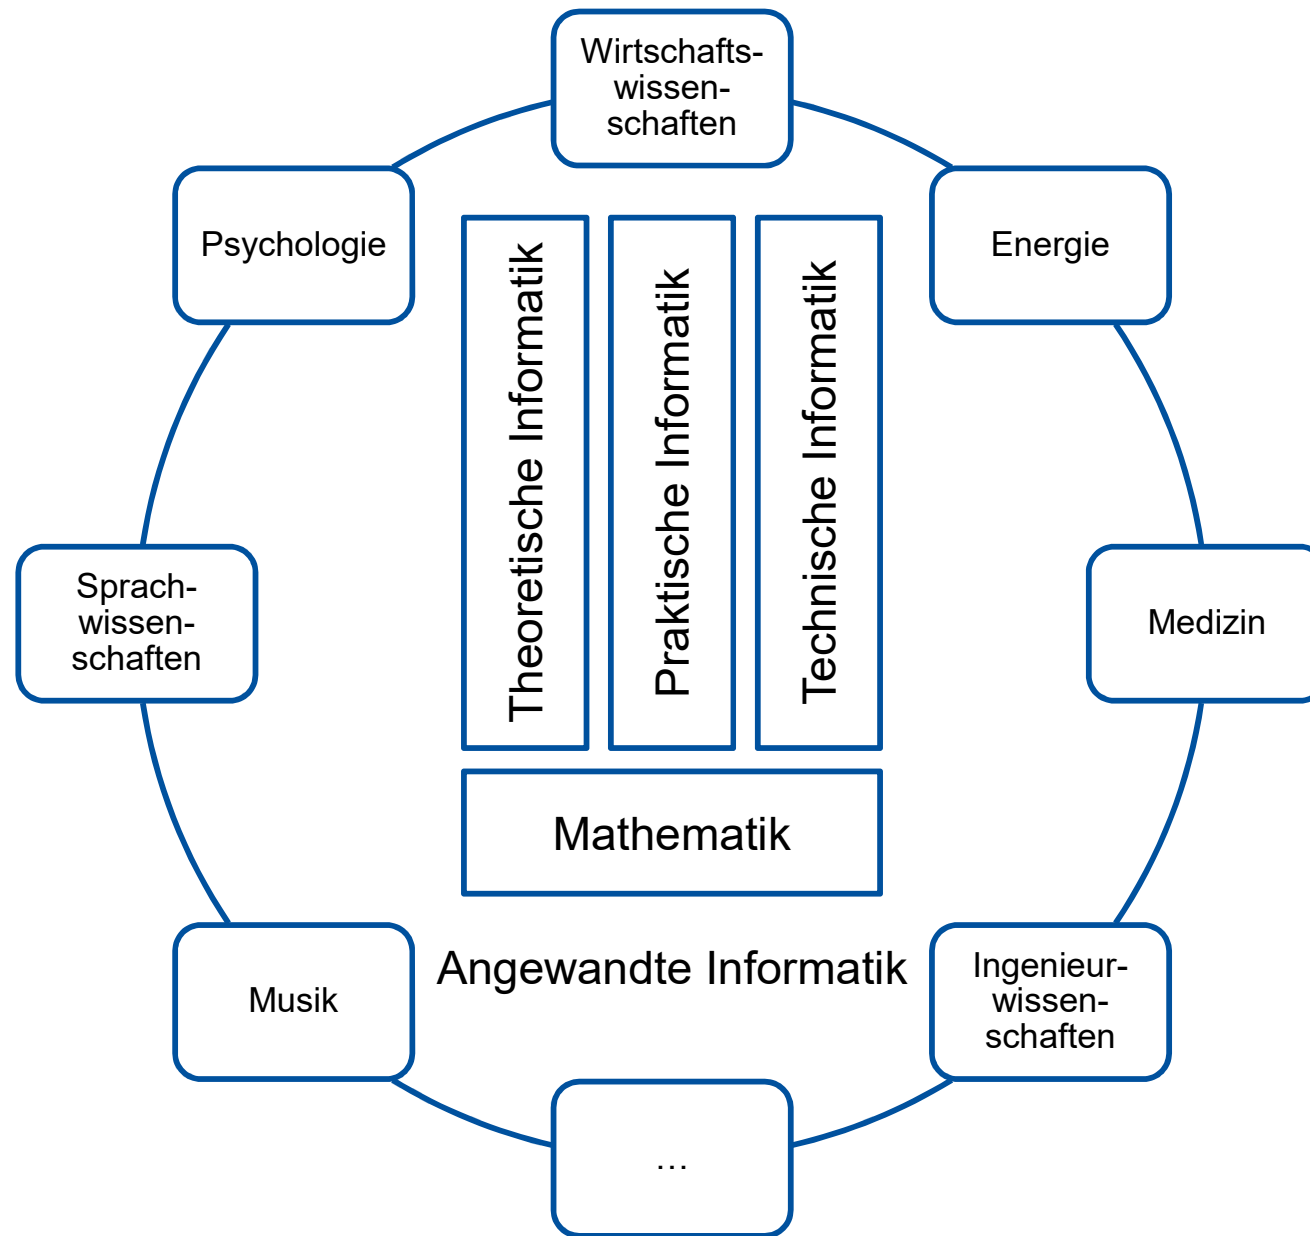 Wirtschafts-
wissen-
schaften
Psychologie
Energie
Theoretische Informatik
Praktische Informatik
Technische Informatik
Sprach-
wissen-
schaften
Medizin
Mathematik
Angewandte Informatik
Musik
Ingenieur-
wissen-
schaften
...